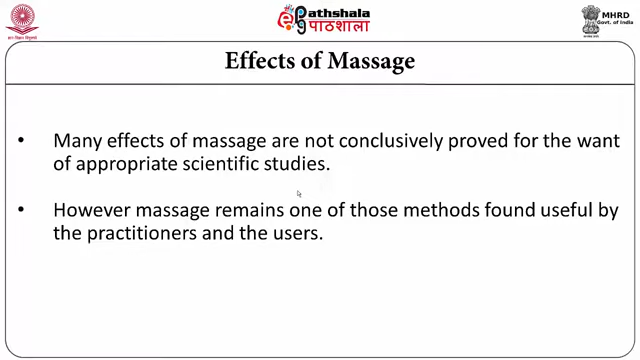 ePathshala
पाठशाला
MHRD
Govt. of India
Effects of Massage
• Many effects of massage are not conclusively proved for the want
of appropriate scientific studies.
• However massage remains one of those methods found useful by
the practitioners and the users.